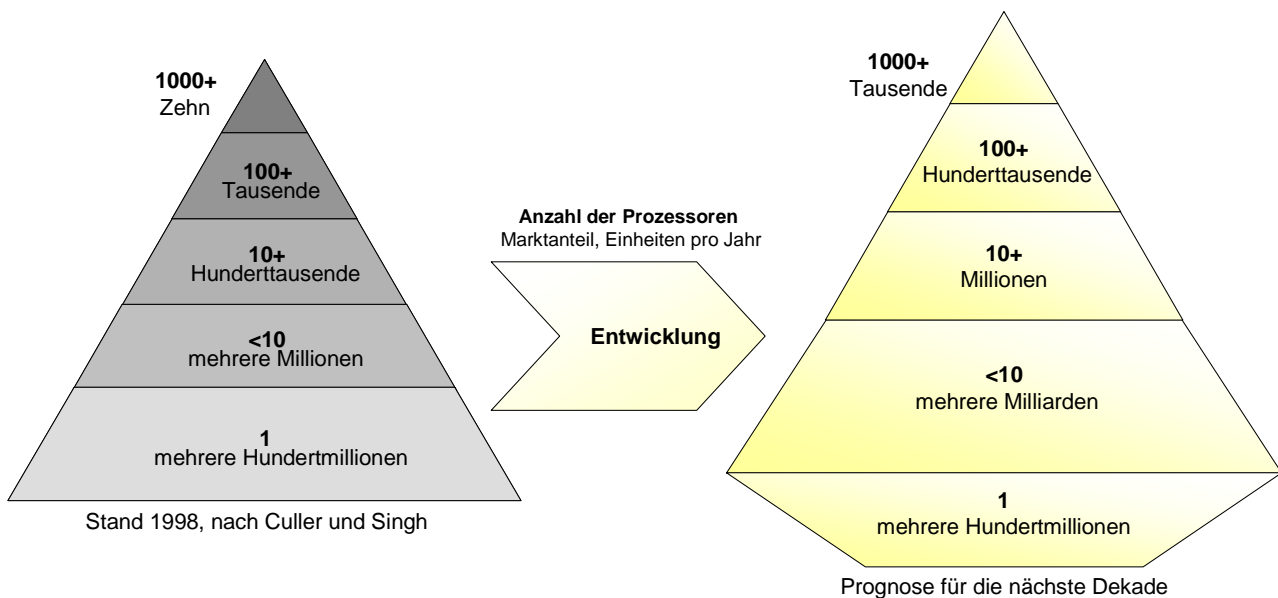 1000+
Zehn
100+
Tausende
10+
Hunderttausende
<10
mehrere Millionen
1
mehrere Hundertmillionen
Stand 1998, nach Culler und Singh
Anzahl der Prozessoren
Marktanteil, Einheiten pro Jahr
Entwicklung
1000+
Tausende
100+
Hunderttausende
10+
Millionen
<10
mehrere Milliarden
1
mehrere Hundertmillionen
Prognose für die nächste Dekade